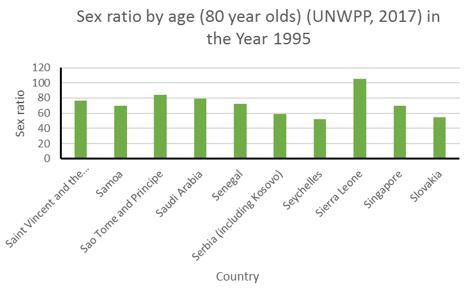 Sex ratio by age (80 year olds) (UNWPP, 2017) in
the Year 1995
120
100
80
60
40
20
0
Sex ratio
Saint Vincent and the...
Samoa
Sao Tome and Principe
Saudi Arabia
Senegal
Serbia (including Kosovo)
Seychelles
Sierra Leone
Singapore
Slovakia
Country